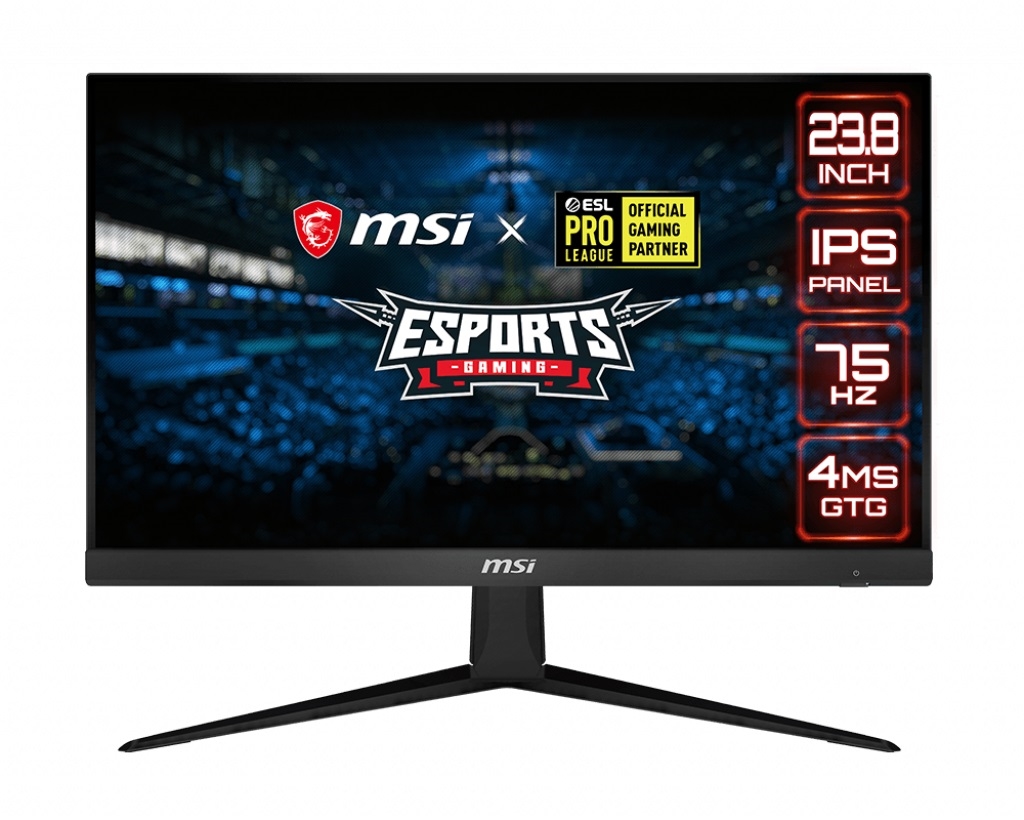 msi
ESL
PRO
LEAGUE
OFFICIAL
GAMING
PARTNER
ESPORTS
-GAMING-
23.8
INCH
IPS
PANEL
75
HZ
4MS
GTG
msi